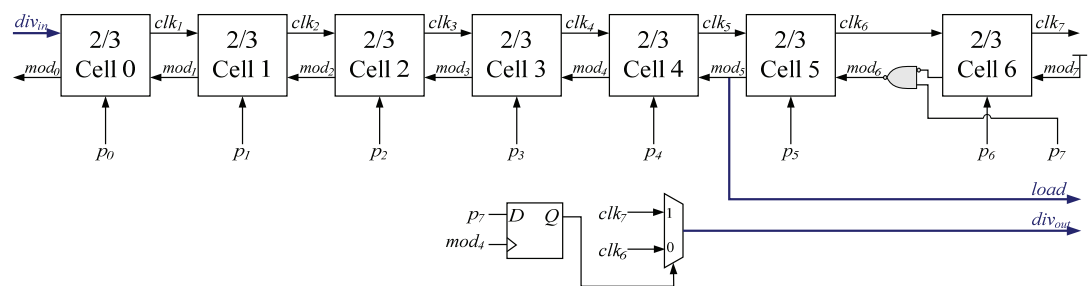 div_in clk_1 clk_2 clk_3 clk_4 clk_5 clk_6 clk_7
2/3 2/3 2/3 2/3 2/3 2/3 2/3
Cell 0 Cell 1 Cell 2 Cell 3 Cell 4 Cell 5 Cell 6
mod_0 mod_1 mod_2 mod_3 mod_4 mod_5 mod_6 mod_7
p_0 p_1 p_2 p_3 p_4 p_5 p_6 p_7
load
p_7 D Q clk_7 1 div_out
mod_4 clk_6 0